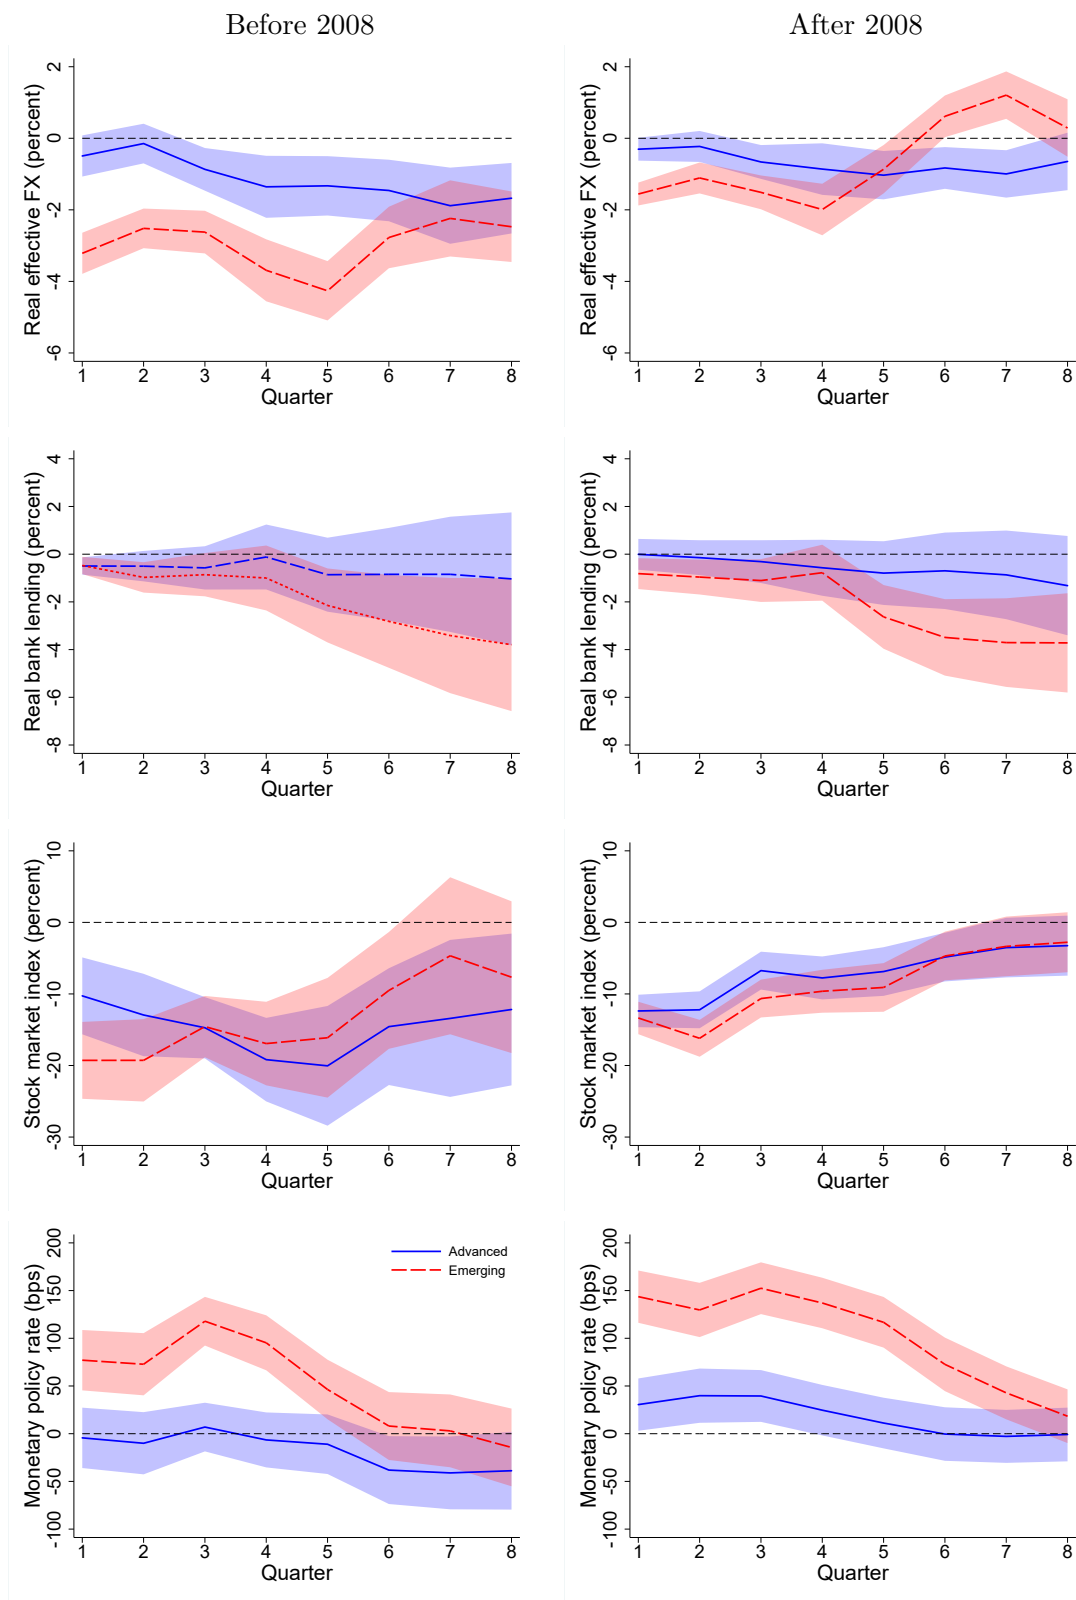 Before 2008
After 2008
Real effective FX (percent)
2
0
-2
-4
-6
1 2 3 4 5 6 7 8
Quarter
Real effective FX (percent)
2
0
-2
-4
-6
1 2 3 4 5 6 7 8
Quarter
Real bank lending (percent)
4
2
0
-2
-4
-6
-8
1 2 3 4 5 6 7 8
Quarter
Real bank lending (percent)
4
2
0
-2
-4
-6
-8
1 2 3 4 5 6 7 8
Quarter
Stock market index (percent)
10
0
-10
-20
-30
1 2 3 4 5 6 7 8
Quarter
Stock market index (percent)
10
0
-10
-20
-30
1 2 3 4 5 6 7 8
Quarter
Monetary policy rate (bps)
200
150
100
50
0
-50
-100
Advanced
Emerging
1 2 3 4 5 6 7 8
Quarter
Monetary policy rate (bps)
200
150
100
50
0
-50
-100
1 2 3 4 5 6 7 8
Quarter